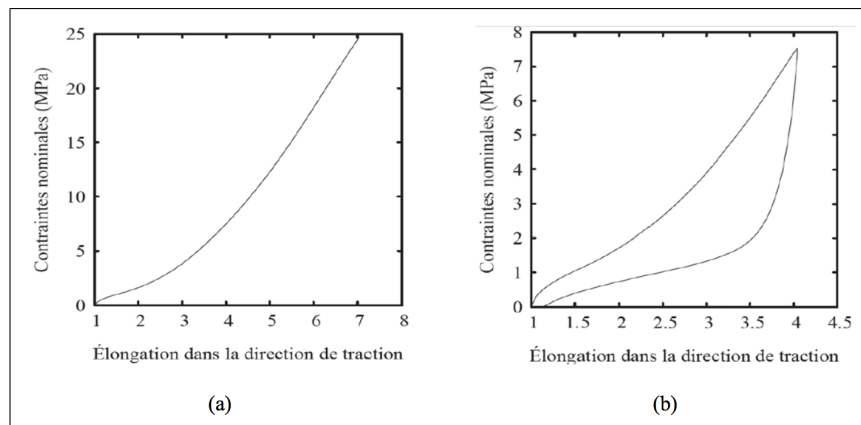 25
20
15
10
5
0
Contraintes nominales (MPa)
1 2 3 4 5 6 7 8
Élongation dans la direction de traction
(a)
8
7
6
5
4
3
2
1
0
Contraintes nominales (MPa)
1 1.5 2 2.5 3 3.5 4 4.5
Élongation dans la direction de traction
(b)